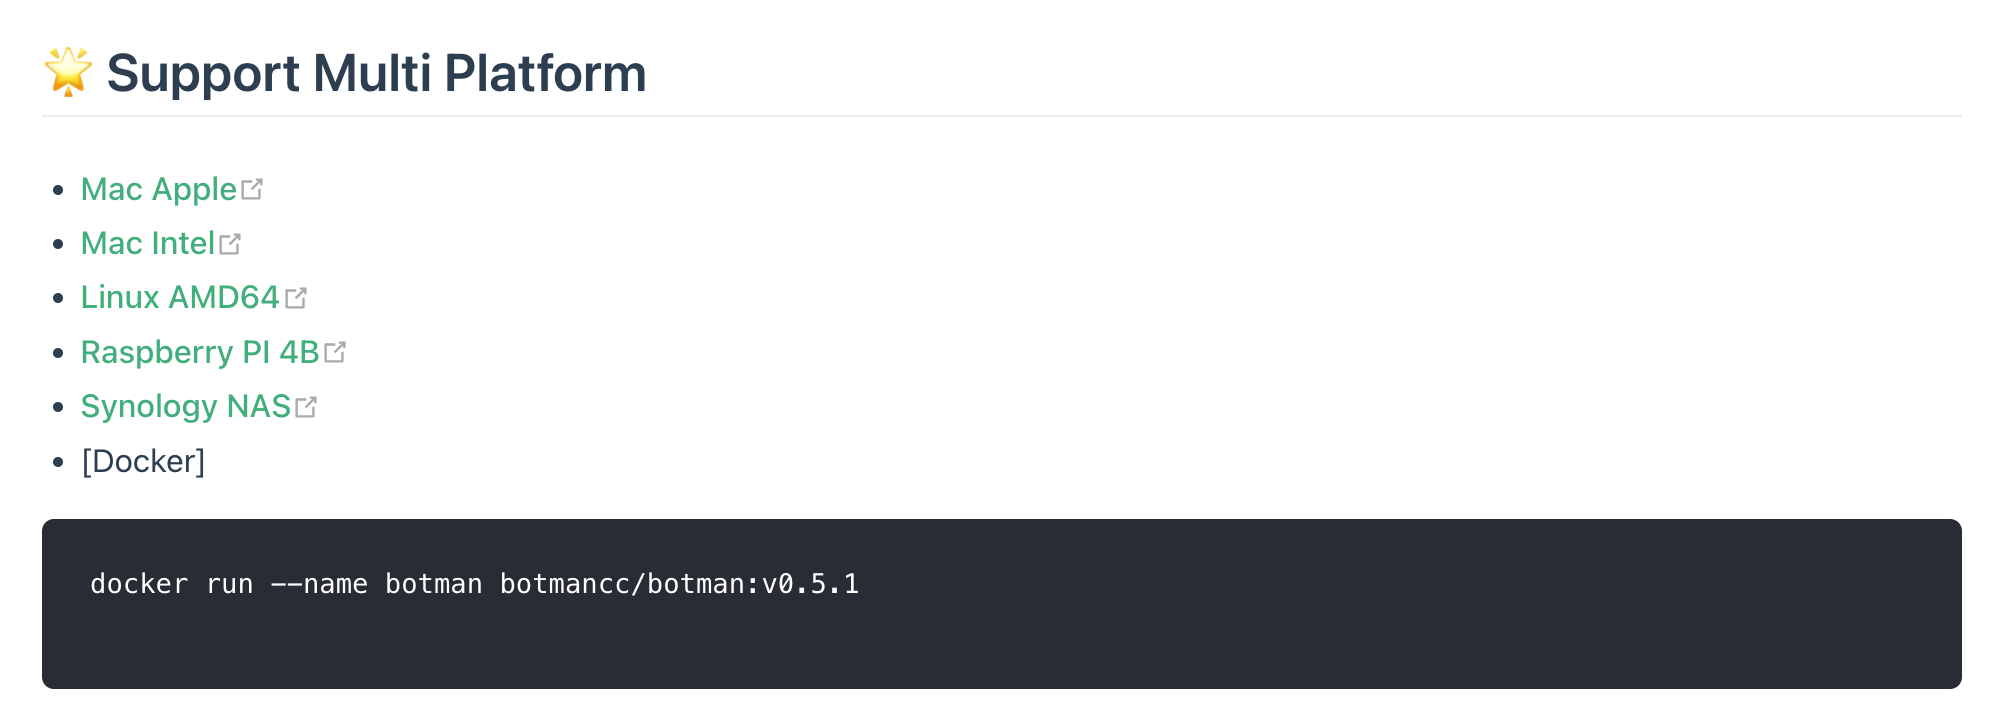 🌟 Support Multi Platform
Mac Apple
Mac Intel
Linux AMD64
Raspberry PI 4B
Synology NAS
[Docker]
docker run --name botman botmancc/botman:v0.5.1